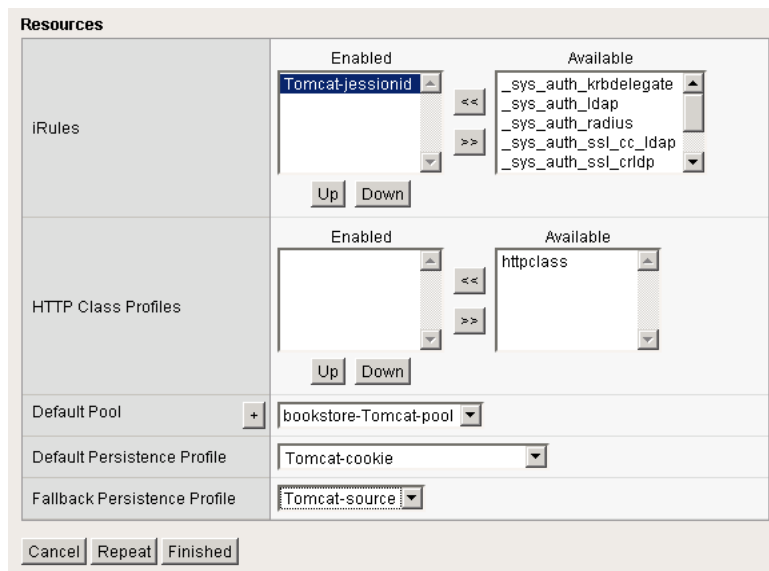 Resources
iRules
Enabled
Available
Tomcat-jessionid
<<
>>
_sys_auth_krbdelegate
_sys_auth_ldap
_sys_auth_radius
_sys_auth_ssl_cc_ldap
_sys_auth_ssl_crldp
Up Down
HTTP Class Profiles
Enabled
Available
<<
>>
httpclass
Up Down
Default Pool + bookstore-Tomcat-pool
Default Persistence Profile Tomcat-cookie
Fallback Persistence Profile Tomcat-source
Cancel Repeat Finished